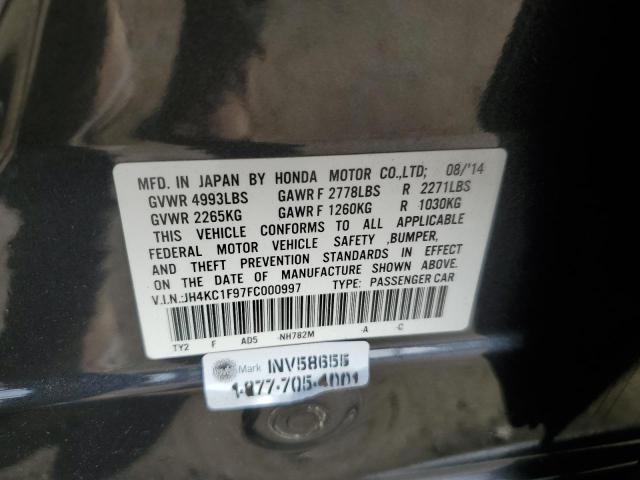 MFD. IN JAPAN BY HONDA MOTOR CO.,LTD; 08/'14
GVWR 4993LBS GAWR F 2778LBS R 2271LBS
GVWR 2265KG GAWR F 1260KG R 1030KG
THIS VEHICLE CONFORMS TO ALL APPLICABLE
FEDERAL MOTOR VEHICLE SAFETY ,BUMPER,
AND THEFT PREVENTION STANDARDS IN EFFECT
ON THE DATE OF MANUFACTURE SHOWN ABOVE.
V.I.N.:JH4KC1F97FC000997 TYPE: PASSENGER CAR
TY2 F AD5 -NH782M -A -C
Mark INV58655
1-877-705-4001